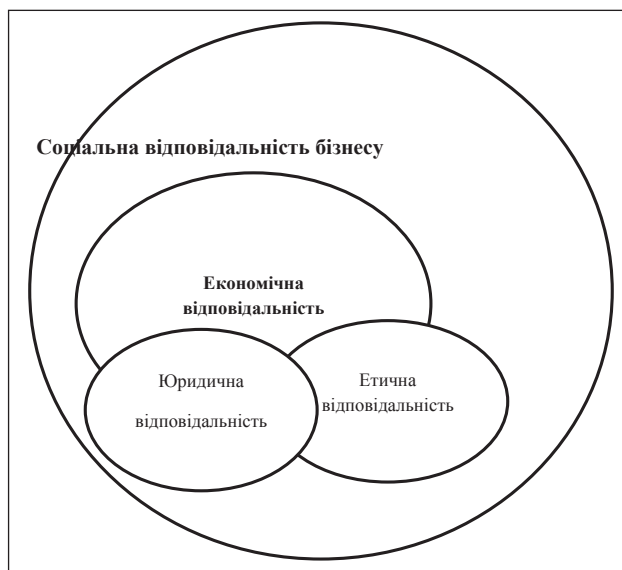 Соціальна відповідальність бізнесу
Економічна
відповідальність
Юридична
відповідальність
Етична
відповідальність